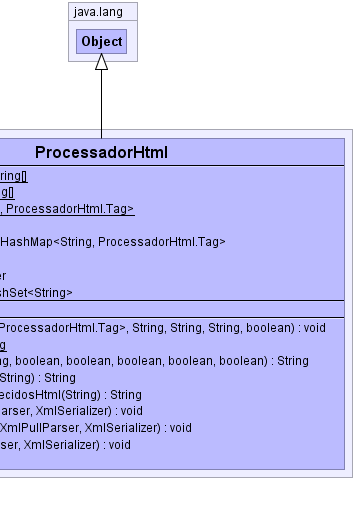 java.lang
Object
ProcessadorHtml
ring[]
g[]
, ProcessadorHtml.Tag>
HashMap<String, ProcessadorHtml.Tag>
er
shSet<String>
ProcessadorHtml.Tag>, String, String, String, boolean) : void
g
ng, boolean, boolean, boolean, boolean, boolean) : String
String) : String
ecidosHtml(String) : String
arser, XmlSerializer) : void
XmlPullParser, XmlSerializer) : void
ser, XmlSerializer) : void